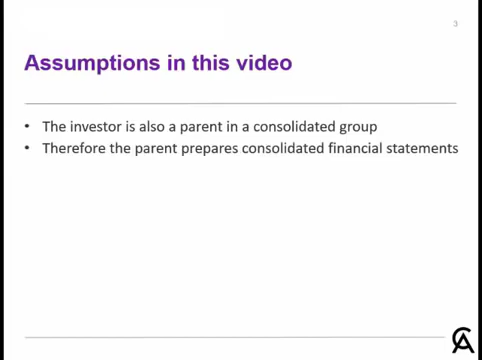 3
Assumptions in this video
• The investor is also a parent in a consolidated group
• Therefore the parent prepares consolidated financial statements
CA